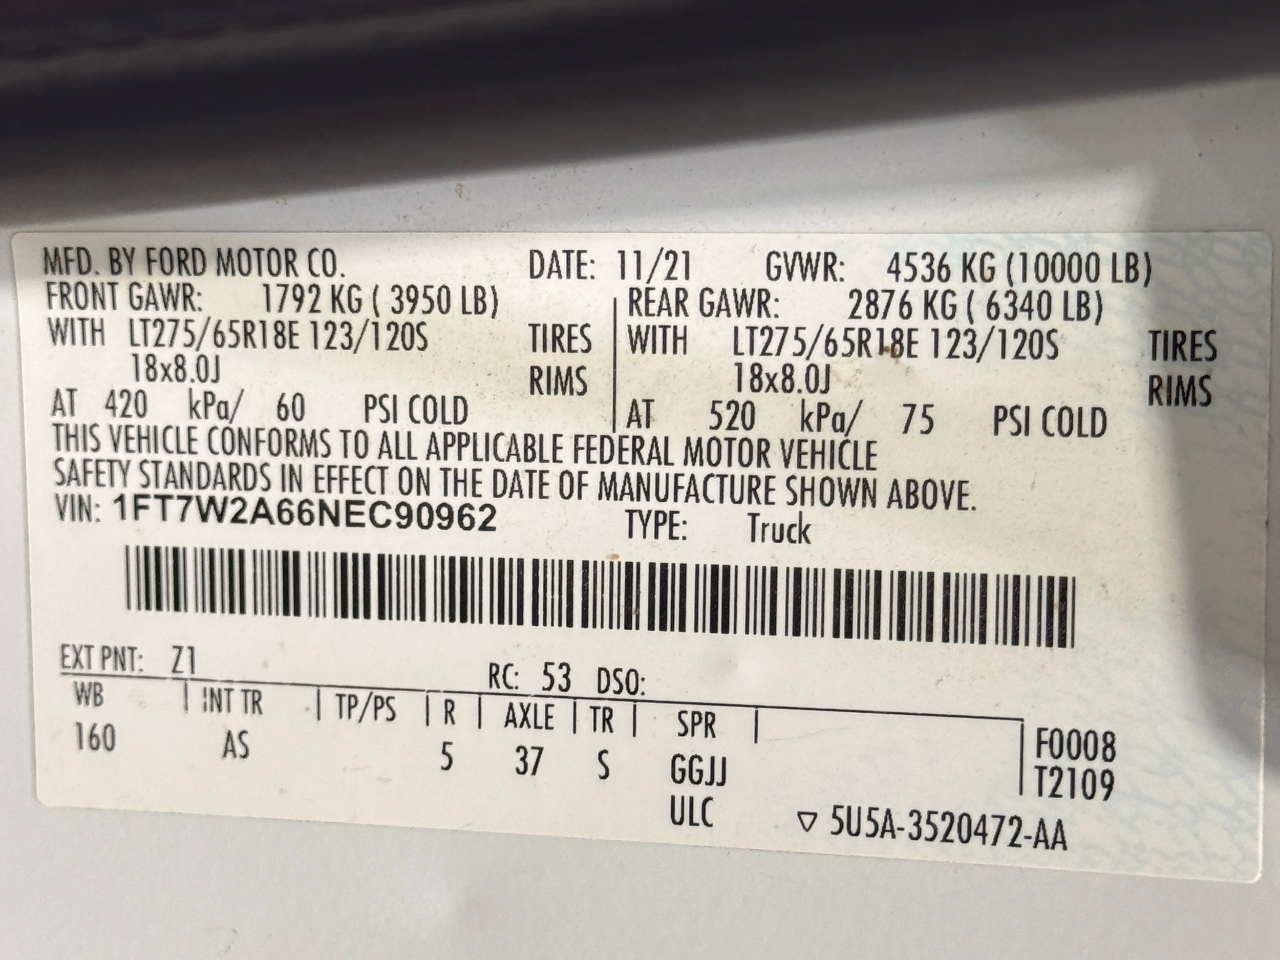 MFD. BY FORD MOTOR CO. DATE: 11/21 GVWR: 4536 KG (10000 LB)
FRONT GAWR: 1792 KG ( 3950 LB) REAR GAWR: 2876 KG ( 6340 LB)
WITH LT275/65R18E 123/120S TIRES WITH LT275/65R18E 123/120S TIRES
18x8.0J RIMS 18x8.0J RIMS
AT 420 kPa/ 60 PSI COLD AT 520 kPa/ 75 PSI COLD
THIS VEHICLE CONFORMS TO ALL APPLICABLE FEDERAL MOTOR VEHICLE
SAFETY STANDARDS IN EFFECT ON THE DATE OF MANUFACTURE SHOWN ABOVE.
VIN: 1FT7W2A66NEC90962 TYPE: Truck
EXT PNT: Z1 RC: 53 DSO:
WB INT TR TP/PS R AXLE TR SPR
160 AS 5 37 S GGJJ F0008
ULC T2109
▽ 5U5A-3520472-AA